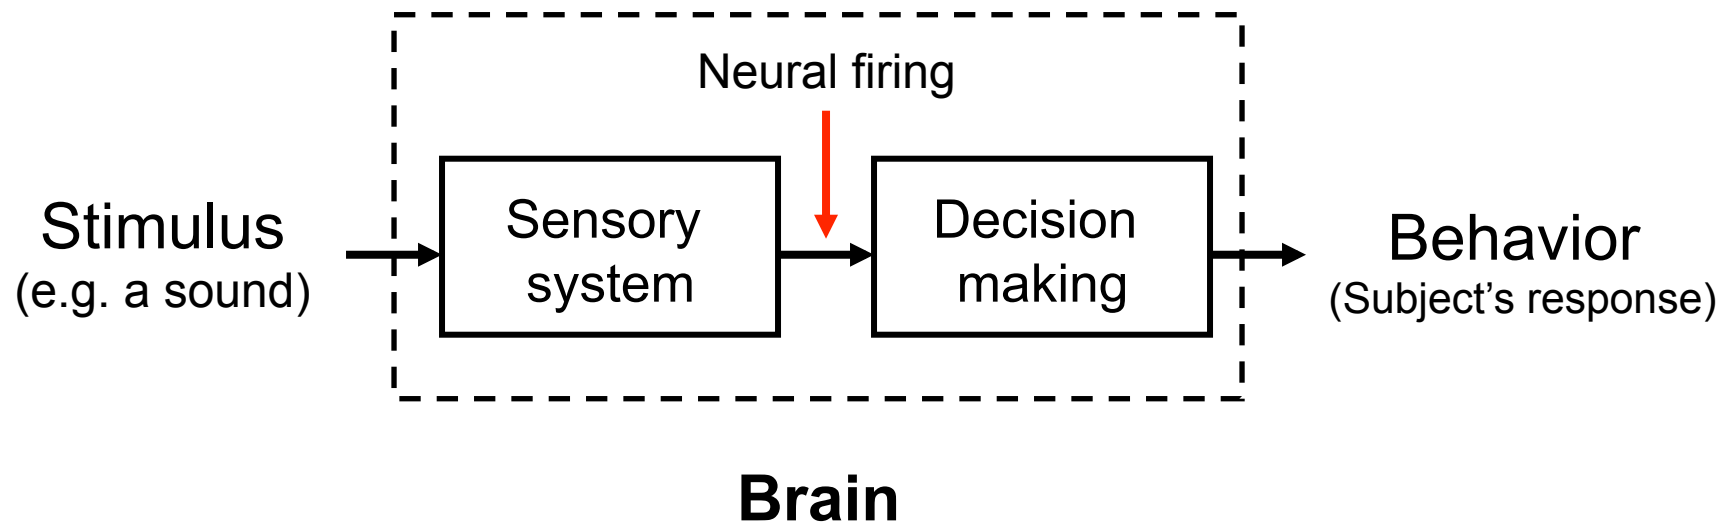 Neural firing
Stimulus
(e.g. a sound)
Sensory
system
Decision
making
Behavior
(Subject’s response)
Brain